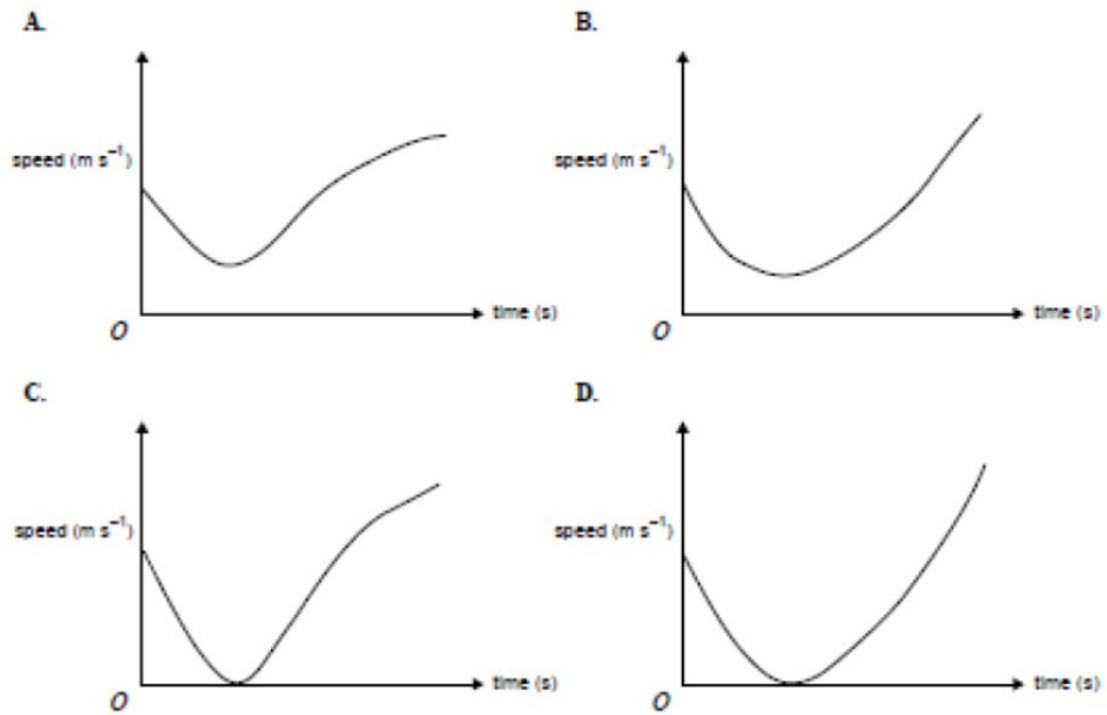 A.
speed (m s⁻¹)
time (s)
O
B.
speed (m s⁻¹)
time (s)
O
C.
speed (m s⁻¹)
time (s)
O
D.
speed (m s⁻¹)
time (s)
O